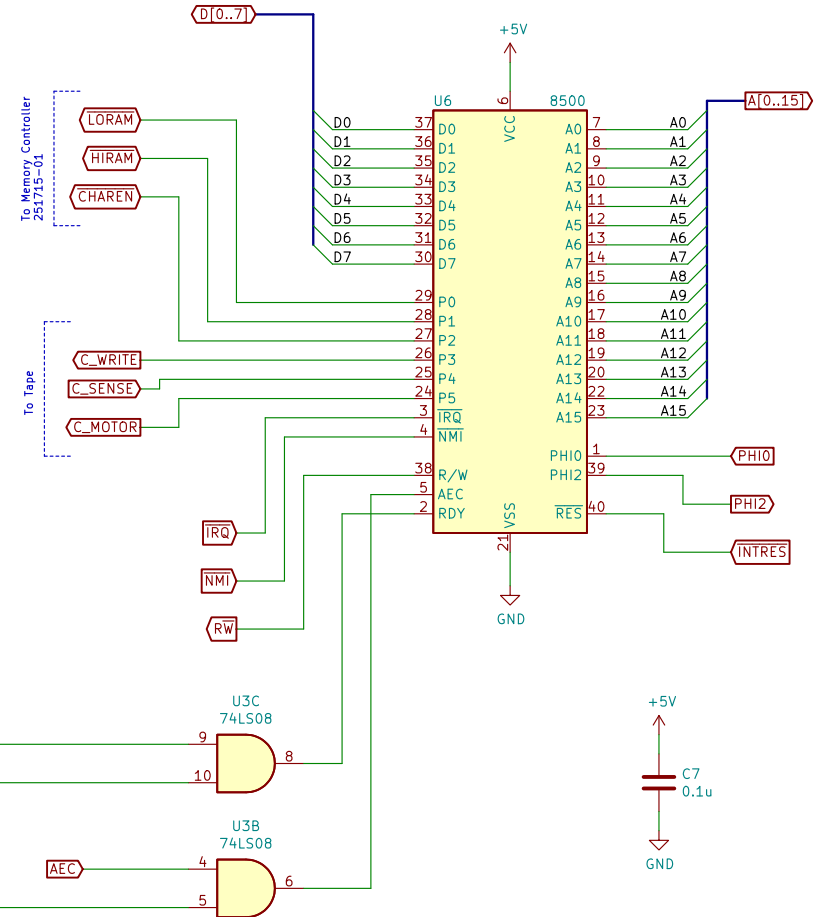 D[0..7]
+5V
To Memory Controller
251715-01
LORAM
HIRAM
CHAREN
A[0..15]
U6
6
8500
VCC
D0 37 D0
D1 36 D1
D2 35 D2
D3 34 D3
D4 33 D4
D5 32 D5
D6 31 D6
D7 30 D7
A0 7 A0
A1 8 A1
A2 9 A2
A3 10 A3
A4 11 A4
A5 12 A5
A6 13 A6
A7 14 A7
A8 15 A8
A9 16 A9
A10 17 A10
A11 18 A11
A12 19 A12
A13 20 A13
A14 22 A14
A15 23 A15
29 P0
28 P1
27 P2
26 P3
25 P4
24 P5
3 IRQ
4 NMI
38 R/W
5 AEC
2 RDY
To Tape
C_WRITE
C_SENSE
C_MOTOR
PHI0 1 PHI0
PHI2 39 PHI2
RES 40 INTRES
VSS
21
GND
IRQ
NMI
RW
U3C
74LS08
9
10
8
U3B
74LS08
AEC
4
5
6
+5V
C7
0.1u
GND